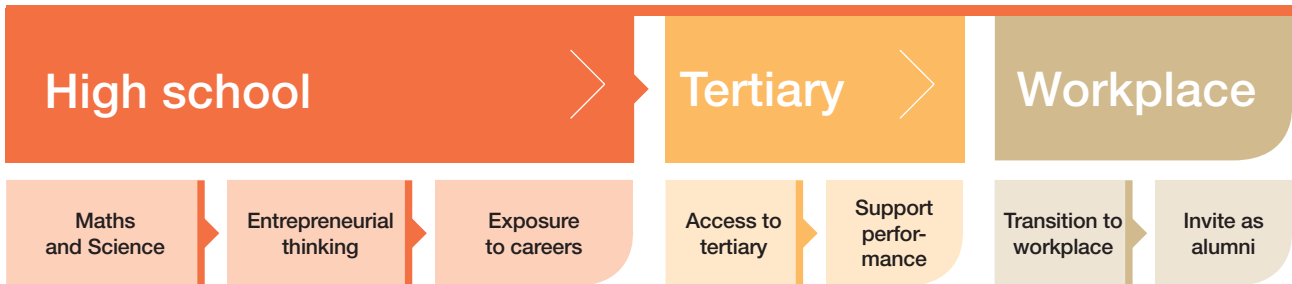 High school
Tertiary
Workplace
Maths
and Science
Entrepreneurial
thinking
Exposure
to careers
Access to
tertiary
Support
perfor-
mance
Transition to
workplace
Invite as
alumni